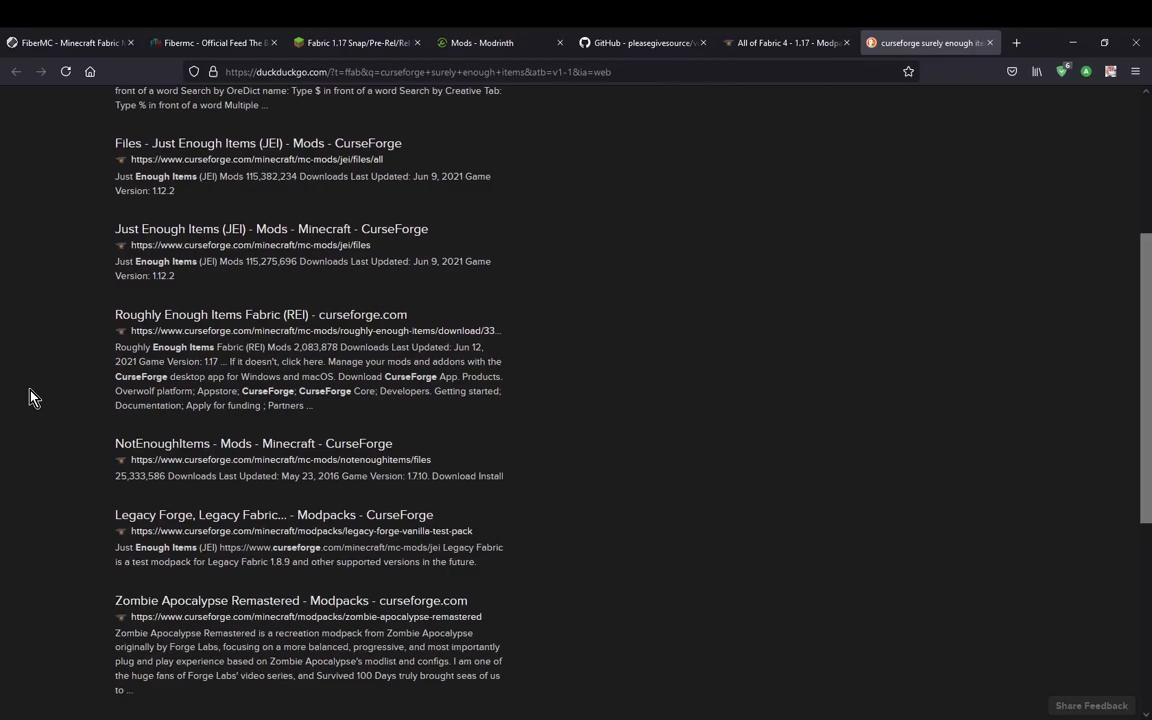 FiberMC - Minecraft Fabric M
Fibermc - Official Feed The B
Fabric 1.17 Snap/Pre-Rel/Rel
Mods - Modrinth
GitHub - pleasegivesource/v
All of Fabric 4 - 1.17 - Modp
curseforge surely enough ite
https://duckduckgo.com/?t=ffab&q=curseforge+surely+enough+items&atb=v1-1&ia=web
6
A
front of a word Search by OreDict name: Type $ in front of a word Search by Creative Tab:
Type % in front of a word Multiple ...
Files - Just Enough Items (JEI) - Mods - CurseForge
https://www.curseforge.com/minecraft/mc-mods/jei/files/all
Just Enough Items (JEI) Mods 115,382,234 Downloads Last Updated: Jun 9, 2021 Game
Version: 1.12.2
Just Enough Items (JEI) - Mods - Minecraft - CurseForge
https://www.curseforge.com/minecraft/mc-mods/jei/files
Just Enough Items (JEI) Mods 115,275,696 Downloads Last Updated: Jun 9, 2021 Game
Version: 1.12.2
Roughly Enough Items Fabric (REI) - curseforge.com
https://www.curseforge.com/minecraft/mc-mods/roughly-enough-items/download/33...
Roughly Enough Items Fabric (REI) Mods 2,083,878 Downloads Last Updated: Jun 12,
2021 Game Version: 1.17 ... If it doesn't, click here. Manage your mods and addons with the
CurseForge desktop app for Windows and macOS. Download CurseForge App. Products.
Overwolf platform; Appstore; CurseForge; CurseForge Core; Developers. Getting started;
Documentation; Apply for funding ; Partners ...
NotEnoughItems - Mods - Minecraft - CurseForge
https://www.curseforge.com/minecraft/mc-mods/notenoughitems/files
25,333,586 Downloads Last Updated: May 23, 2016 Game Version: 1.7.10. Download Install
Legacy Forge, Legacy Fabric... - Modpacks - CurseForge
https://www.curseforge.com/minecraft/modpacks/legacy-forge-vanilla-test-pack
Just Enough Items (JEI) https://www.curseforge.com/minecraft/mc-mods/jei Legacy Fabric
is a test modpack for Legacy Fabric 1.8.9 and other supported versions in the future.
Zombie Apocalypse Remastered - Modpacks - curseforge.com
https://www.curseforge.com/minecraft/modpacks/zombie-apocalypse-remastered
Zombie Apocalypse Remastered is a recreation modpack from Zombie Apocalypse
originally by Forge Labs, focusing on a more balanced, progressive, and most importantly
plug and play experience based on Zombie Apocalypse's modlist and configs. I am one of
the huge fans of Forge Labs' video series, and Survived 100 Days truly brought seas of us
to ...
Share Feedback